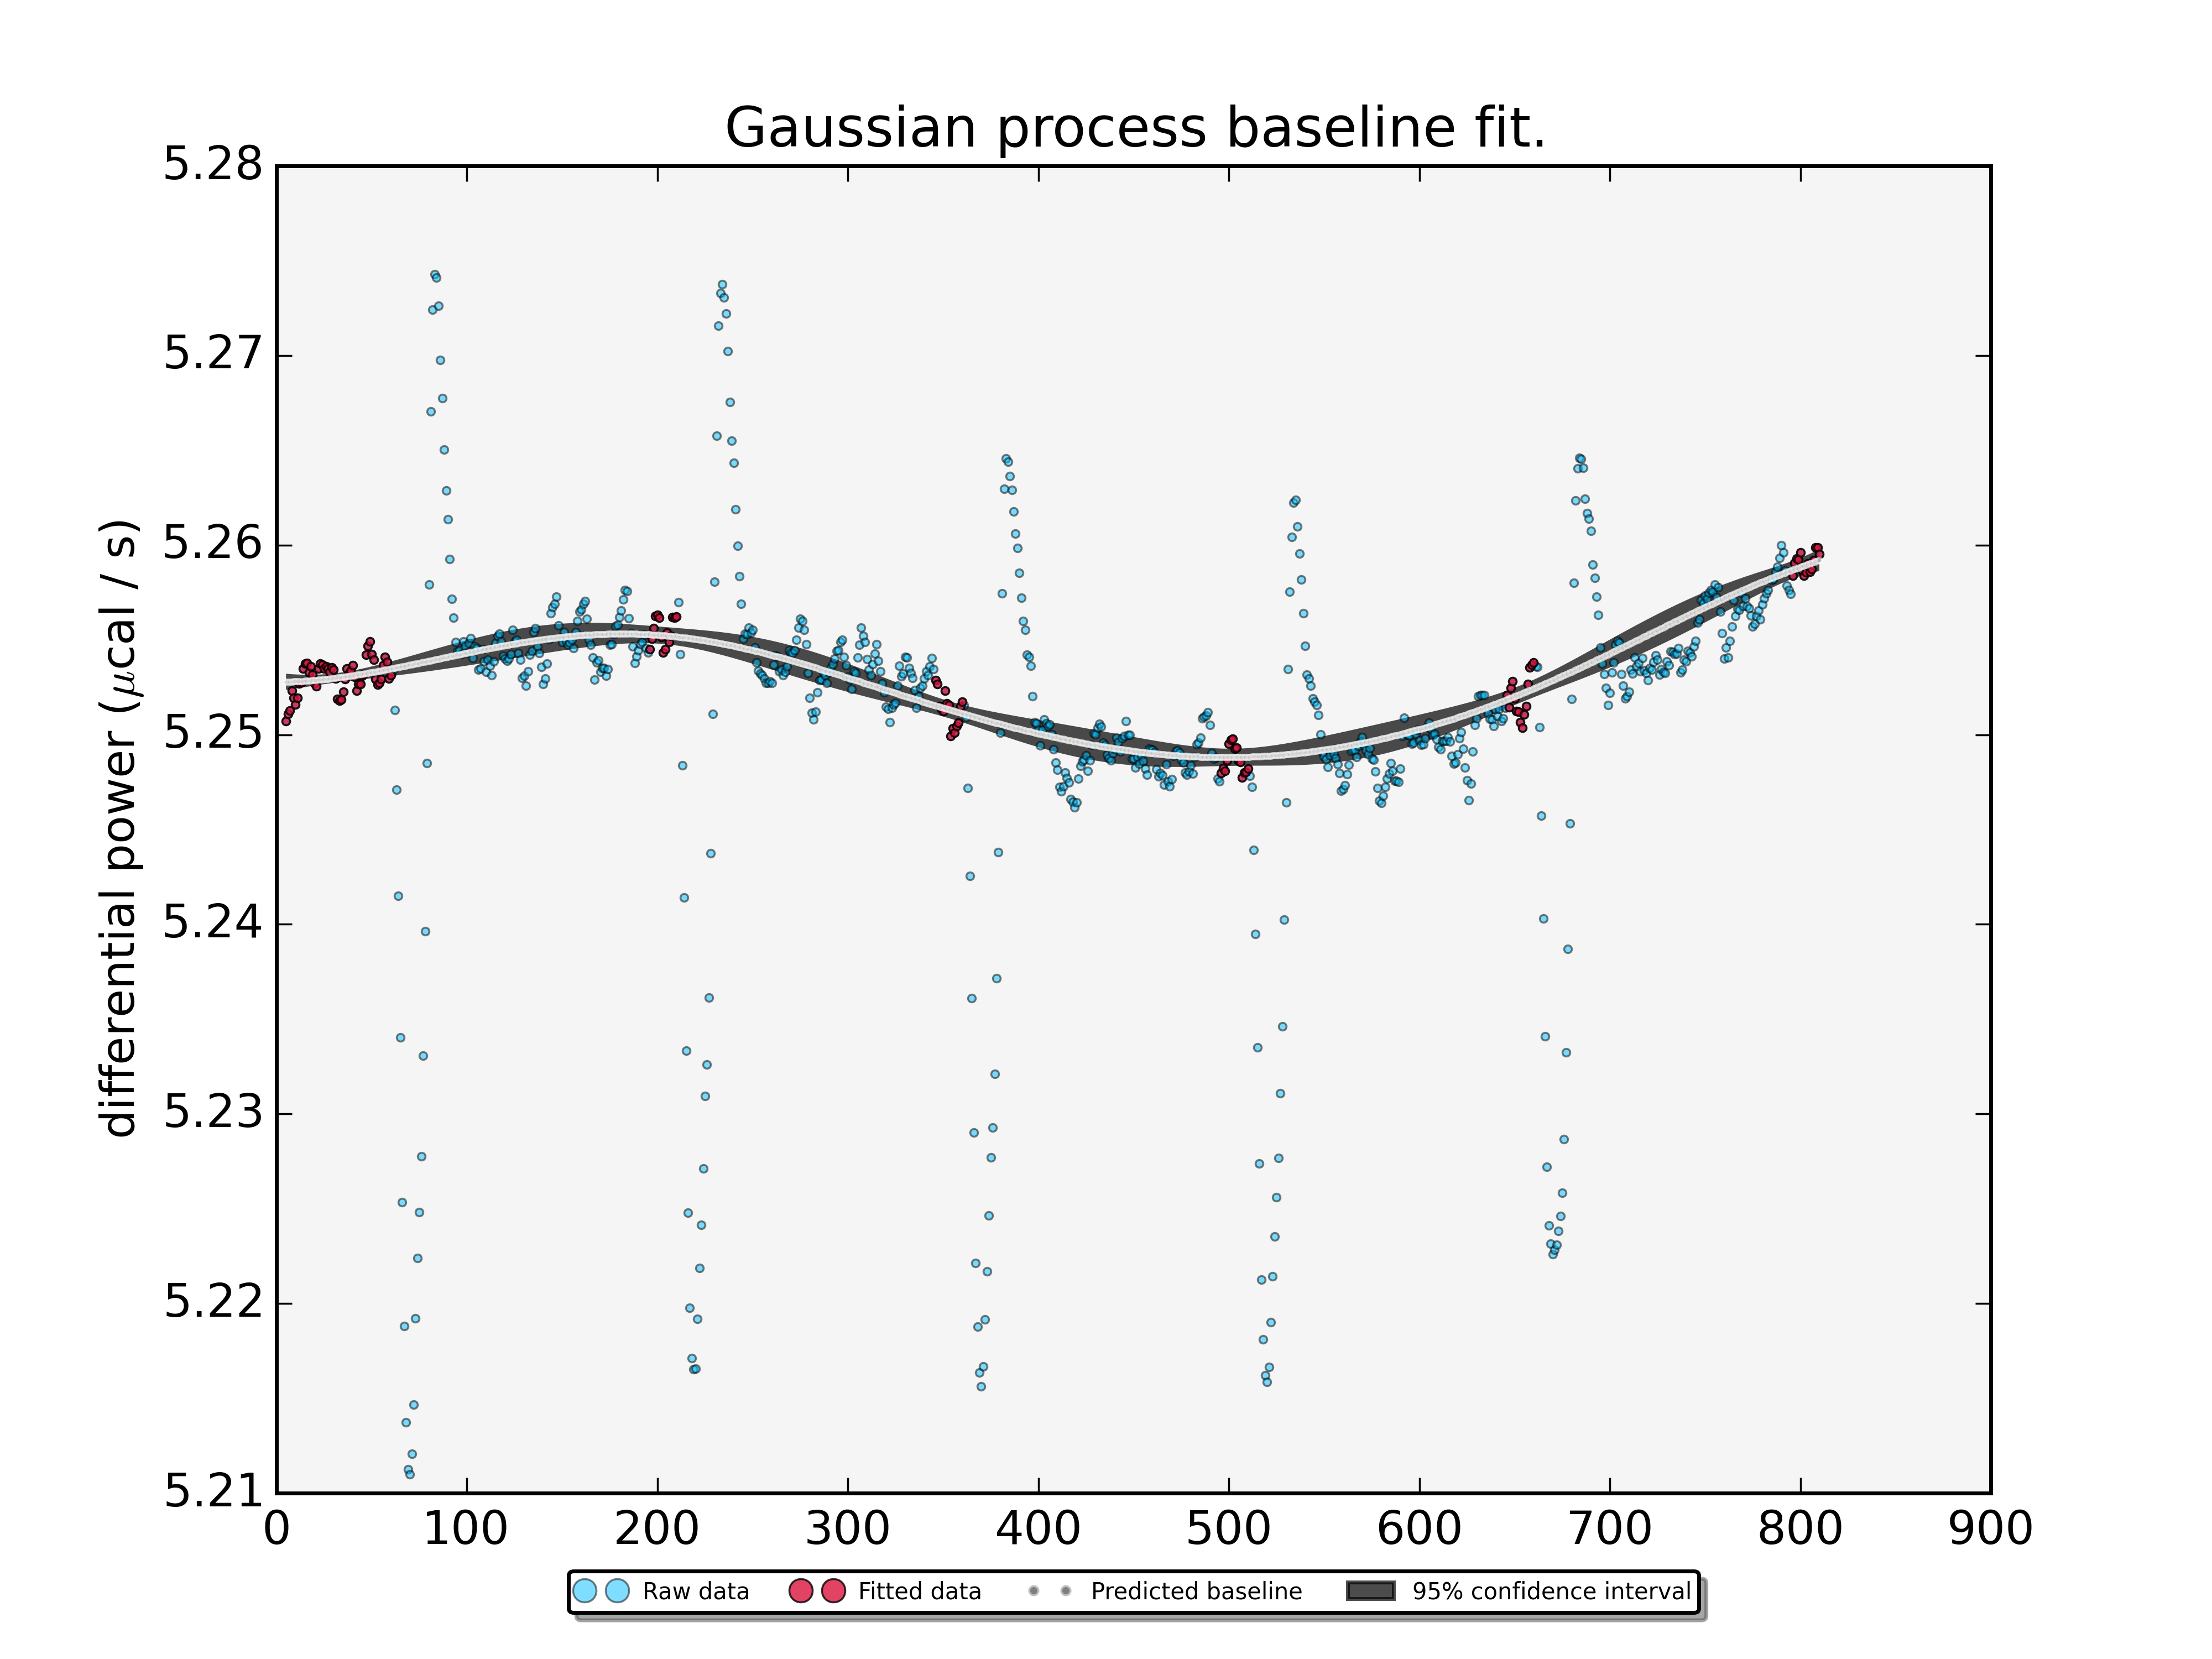 Gaussian process baseline fit.
5.28
5.27
5.26
5.25
5.24
5.23
5.22
5.21
differential power (μcal / s)
0 100 200 300 400 500 600 700 800 900
Raw data Fitted data Predicted baseline 95% confidence interval